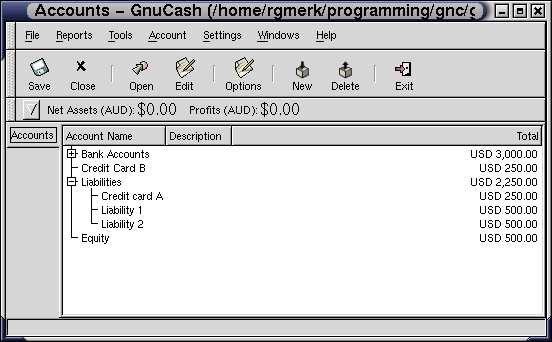 Accounts – GnuCash (/home/rgmerk/programming/gnc/g
File Reports Tools Account Settings Windows Help
Save Close Open Edit Options New Delete Exit
Net Assets (AUD): $0.00 Profits (AUD): $0.00
Accounts Account Name Description Total
Bank Accounts USD 3,000.00
Credit Card B USD 250.00
Liabilities USD 2,250.00
Credit card A USD 250.00
Liability 1 USD 500.00
Liability 2 USD 500.00
Equity USD 500.00